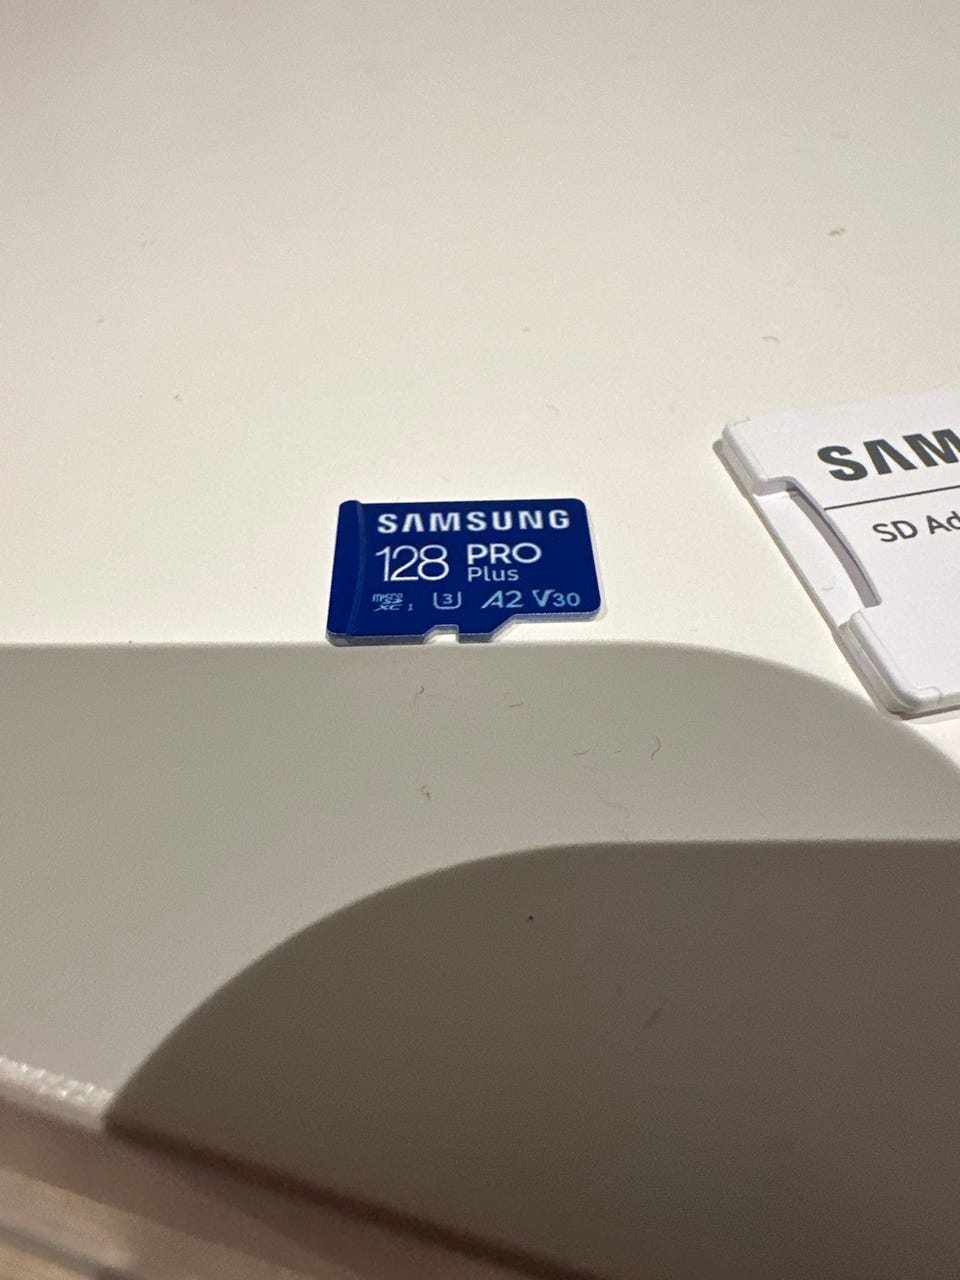 SAMSUNG
128 PRO
Plus
micro
SD
XC I
U3 A2 V30
SAM
SD Ad